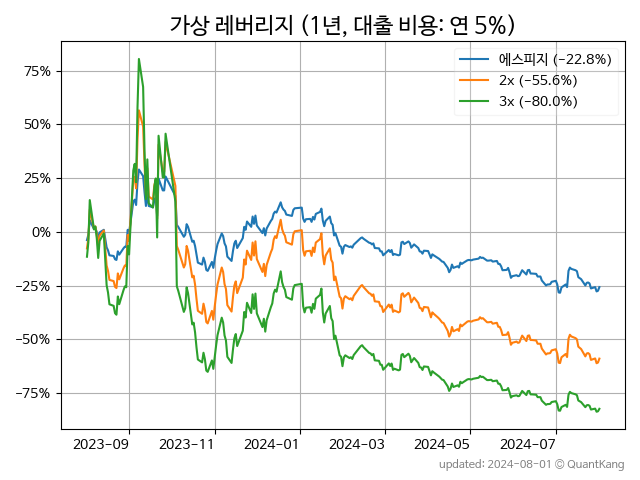 가상 레버리지 (1년, 대출 비용: 연 5%)
에스피지 (−22.8%)
2x (−55.6%)
3x (−80.0%)
75%
50%
25%
0%
−25%
−50%
−75%
2023−09
2023−11
2024−01
2024−03
2024−05
2024−07
updated: 2024-08-01 © QuantKang